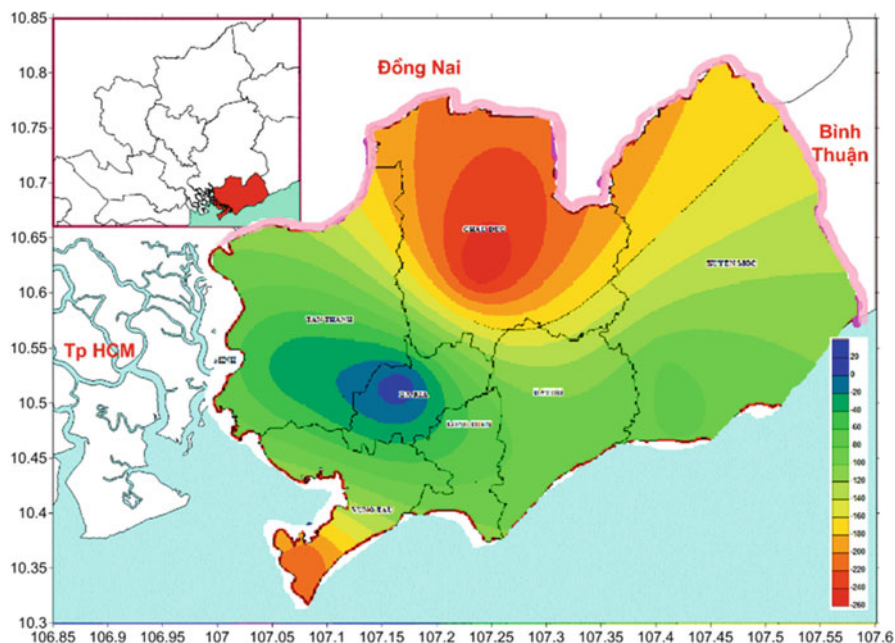 10.85
10.8
10.75
10.7
10.65
10.6
10.55
10.5
10.45
10.4
10.35
10.3
Đồng Nai
Bình
Thuận
CHAU DUC
XUYEN MOC
TAN THANH
Tp HCM
BA RIA
DAT DO
LONG DIEN
VUNG TAU
20
0
-20
-40
-60
-80
-100
-120
-140
-160
-180
-200
-220
-240
-260
106.85 106.9 106.95 107 107.05 107.1 107.15 107.2 107.25 107.3 107.35 107.4 107.45 107.5 107.55 107.6